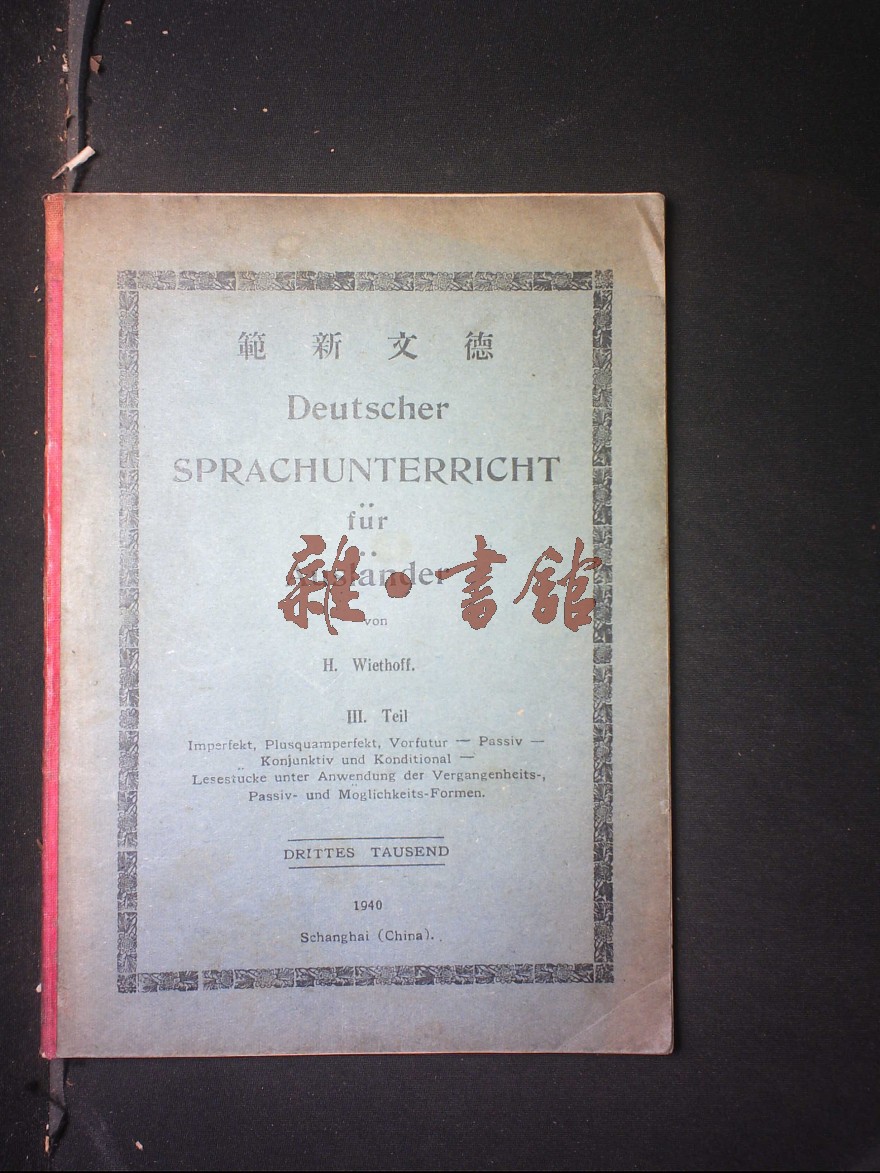 範新文德
Deutscher
SPRACHUNTERRICHT
für
Ausländer
雜·書館
von
H. Wiethoff.
III. Teil
Imperfekt, Plusquamperfekt, Vorfutur — Passiv —
Konjunktiv und Konditional —
Lesestücke unter Anwendung der Vergangenheits-,
Passiv- und Möglichkeits-Formen.
DRITTES TAUSEND
1940
Schanghai (China).